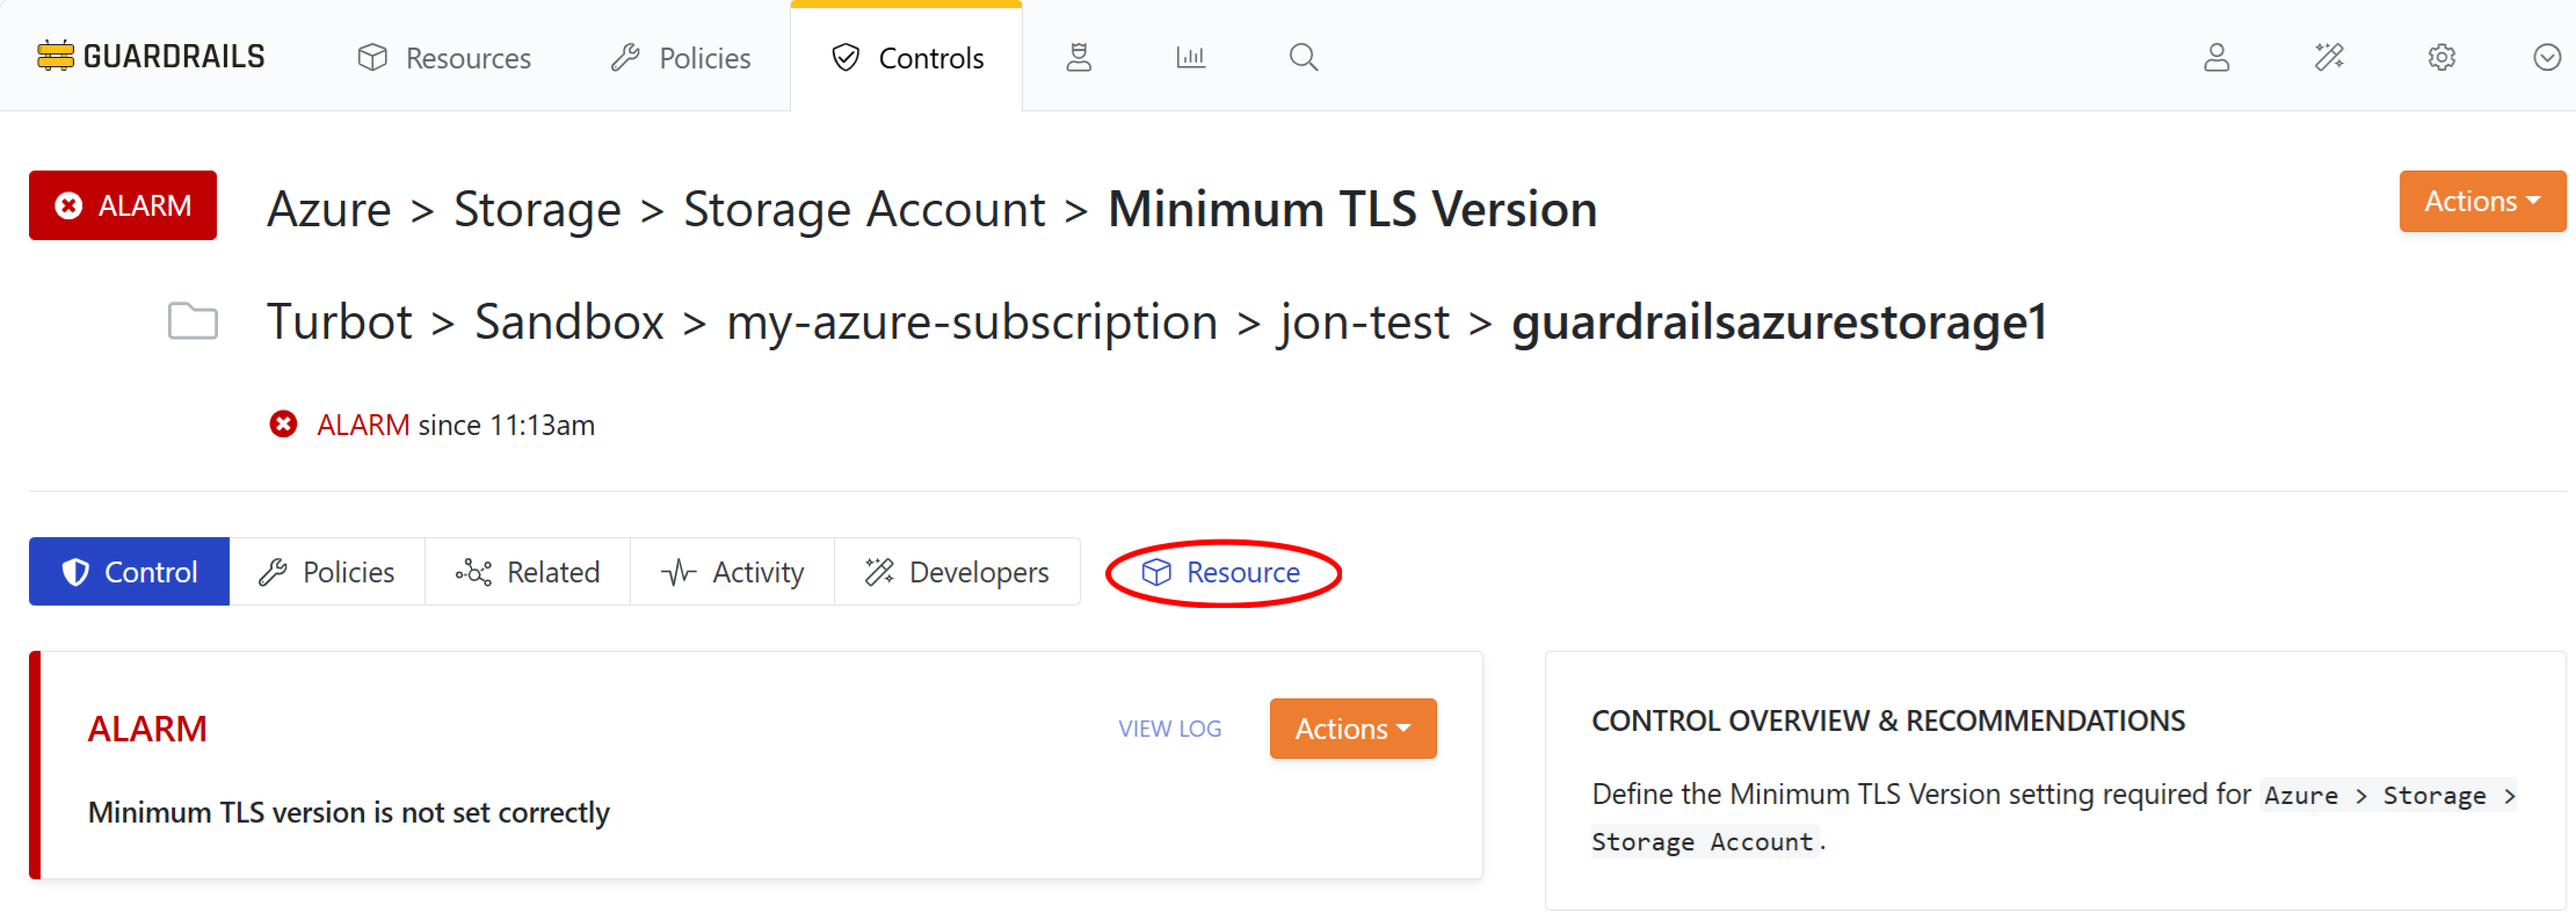 GUARDRAILS Resources Policies Controls
ALARM Azure > Storage > Storage Account > Minimum TLS Version Actions
Turbot > Sandbox > my-azure-subscription > jon-test > guardrailsazurestorage1
ALARM since 11:13am
Control Policies Related Activity Developers Resource
ALARM VIEW LOG Actions
Minimum TLS version is not set correctly
CONTROL OVERVIEW & RECOMMENDATIONS
Define the Minimum TLS Version setting required for Azure > Storage >
Storage Account.